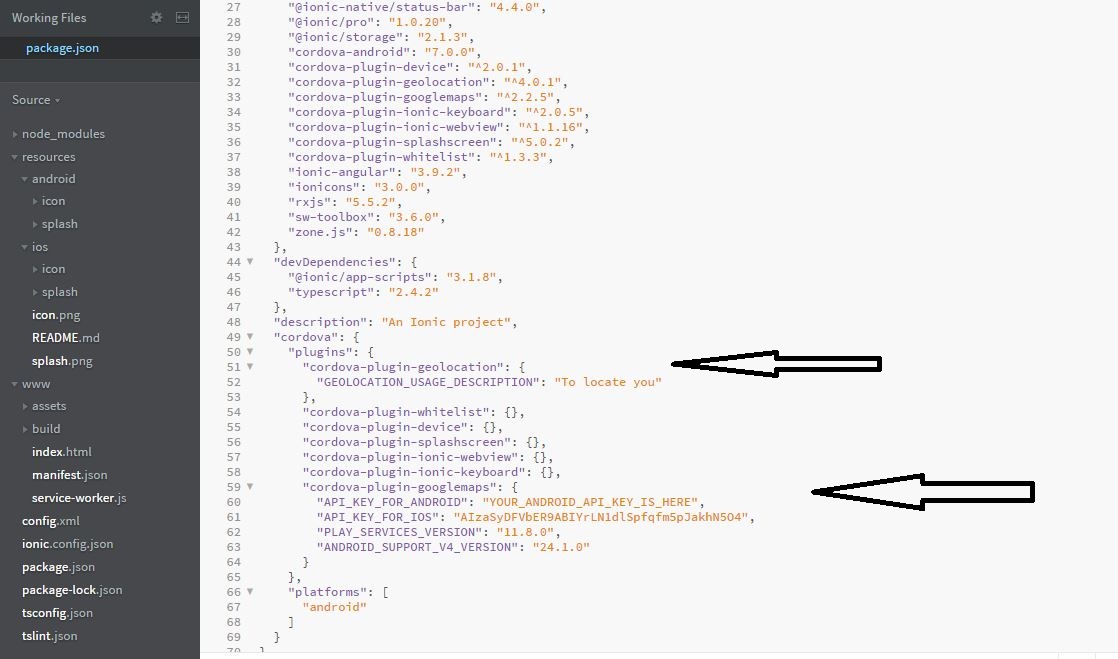 Working Files
package.json
Source
node_modules
resources
android
icon
splash
ios
icon
splash
icon.png
README.md
splash.png
www
assets
build
index.html
manifest.json
service-worker.js
config.xml
ionic.config.json
package.json
package-lock.json
tsconfig.json
tslint.json
27 "@ionic-native/status-bar": "4.4.0",
28 "@ionic/pro": "1.0.20",
29 "@ionic/storage": "2.1.3",
30 "cordova-android": "7.0.0",
31 "cordova-plugin-device": "^2.0.1",
32 "cordova-plugin-geolocation": "^4.0.1",
33 "cordova-plugin-googlemaps": "^2.2.5",
34 "cordova-plugin-ionic-keyboard": "^2.0.5",
35 "cordova-plugin-ionic-webview": "^1.1.16",
36 "cordova-plugin-splashscreen": "^5.0.2",
37 "cordova-plugin-whitelist": "^1.3.3",
38 "ionic-angular": "3.9.2",
39 "ionicons": "3.0.0",
40 "rxjs": "5.5.2",
41 "sw-toolbox": "3.6.0",
42 "zone.js": "0.8.18"
43 },
44 "devDependencies": {
45 "@ionic/app-scripts": "3.1.8",
46 "typescript": "2.4.2"
47 },
48 "description": "An Ionic project",
49 "cordova": {
50 "plugins": {
51 "cordova-plugin-geolocation": {
52 "GEOLOCATION_USAGE_DESCRIPTION": "To locate you"
53 },
54 "cordova-plugin-whitelist": {},
55 "cordova-plugin-device": {},
56 "cordova-plugin-splashscreen": {},
57 "cordova-plugin-ionic-webview": {},
58 "cordova-plugin-ionic-keyboard": {},
59 "cordova-plugin-googlemaps": {
60 "API_KEY_FOR_ANDROID": "YOUR_ANDROID_API_KEY_IS_HERE",
61 "API_KEY_FOR_IOS": "AIzaSyDFVbER9ABIYrLN1dlSpfqfm5pJakhN5O4",
62 "PLAY_SERVICES_VERSION": "11.8.0",
63 "ANDROID_SUPPORT_V4_VERSION": "24.1.0"
64 }
65 },
66 "platforms": [
67 "android"
68 ]
69 }
70 }